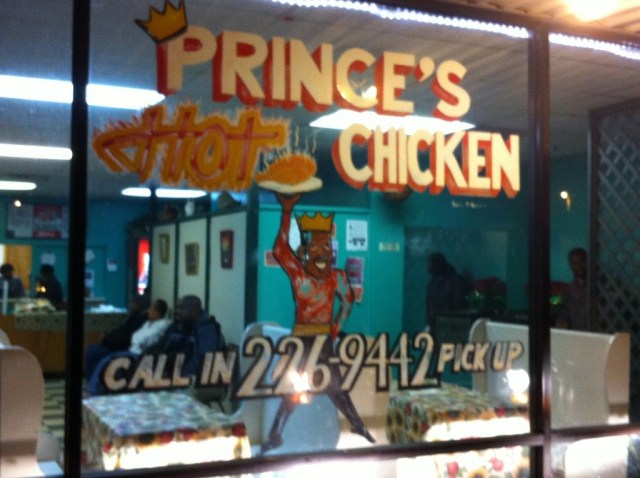 PRINCE'S
HOT
CHICKEN
CALL IN 226-9442 PICK UP